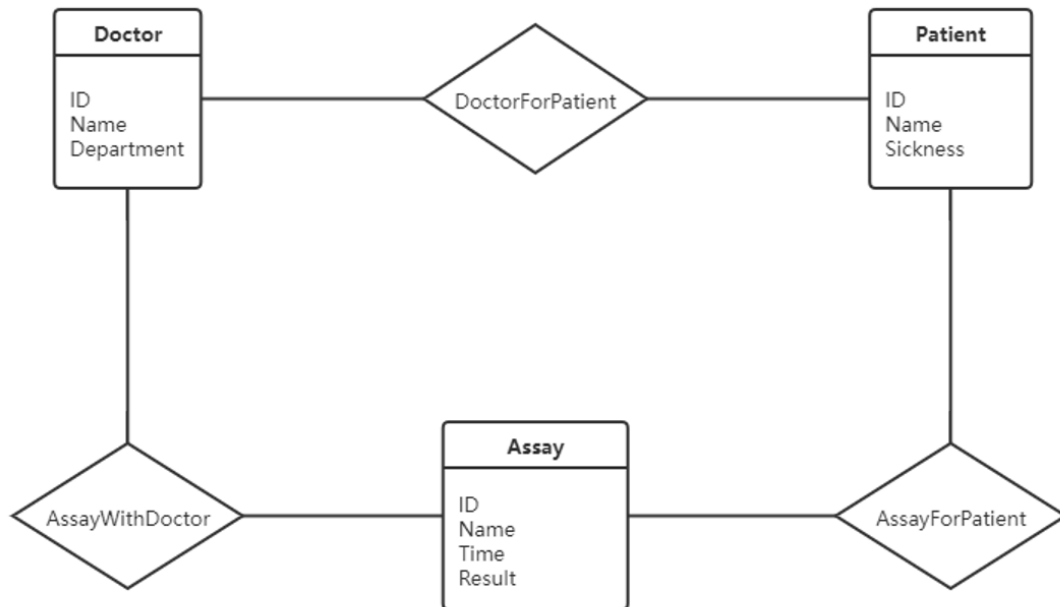 Doctor
ID
Name
Department
DoctorForPatient
Patient
ID
Name
Sickness
AssayWithDoctor
Assay
ID
Name
Time
Result
AssayForPatient